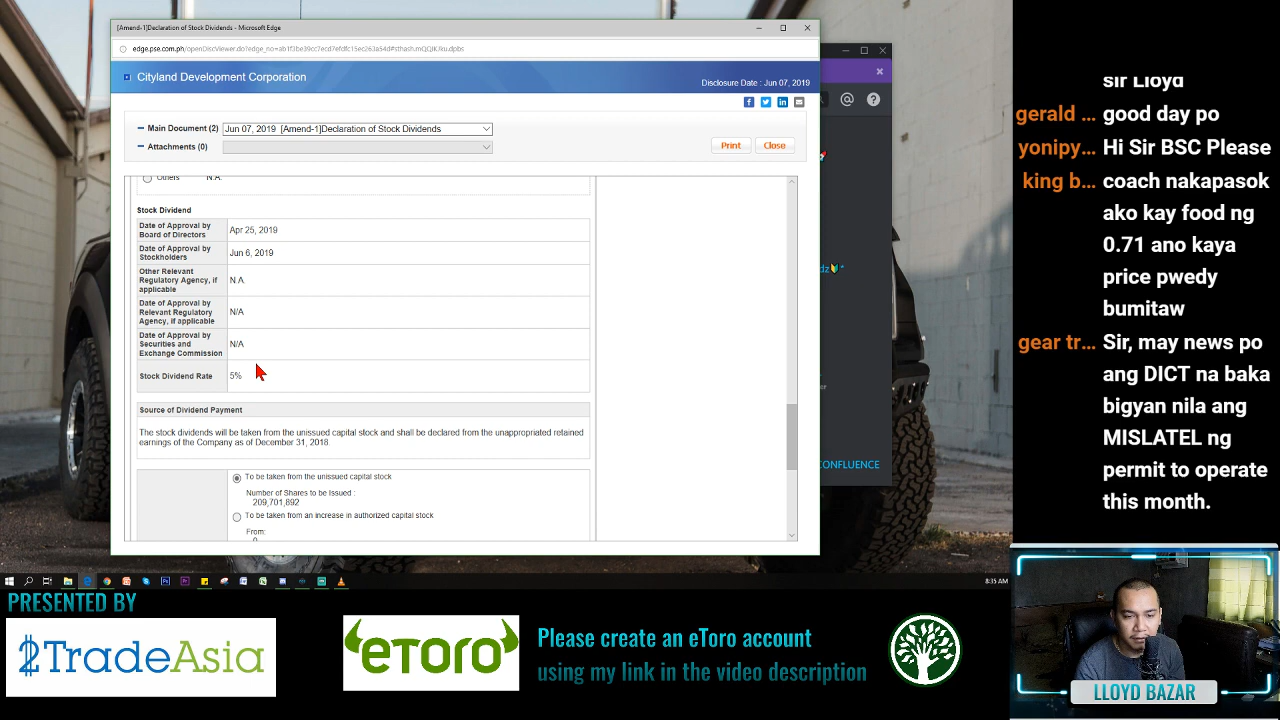 [Amend-1]Declaration of Stock Dividends - Microsoft Edge
Cityland Development Corporation
Disclosure Date : Jun 07, 2019
Main Document (2) Jun 07, 2019 [Amend-1]Declaration of Stock Dividends
Attachments (0)
Print Close
Others N.A.
Stock Dividend
Date of Approval by
Board of Directors
Apr 25, 2019
Date of Approval by
Stockholders
Jun 6, 2019
Other Relevant
Regulatory Agency, if
applicable
N.A
Date of Approval by
Relevant Regulatory
Agency, if applicable
N/A
Date of Approval by
Securities and
Exchange Commission
N/A
Stock Dividend Rate 5%
Source of Dividend Payment
The stock dividends will be taken from the unissued capital stock and shall be declared from the unappropriated retained
earnings of the Company as of December 31, 2018.
To be taken from the unissued capital stock
Number of Shares to be Issued :
209,701,892
To be taken from an increase in authorized capital stock
From:
CONFLUENCE
sir Lloyd
gerald ... good day po
yonipy... Hi Sir BSC Please
king b... coach nakapasok
ako kay food ng
0.71 ano kaya
price pwedy
bumitaw
gear tr... Sir, may news po
ang DICT na baka
bigyan nila ang
MISLATEL ng
permit to operate
this month.
8:35 AM
PRESENTED BY
2TradeAsia
eToro
Please create an eToro account
using my link in the video description
LLOYD BAZAR